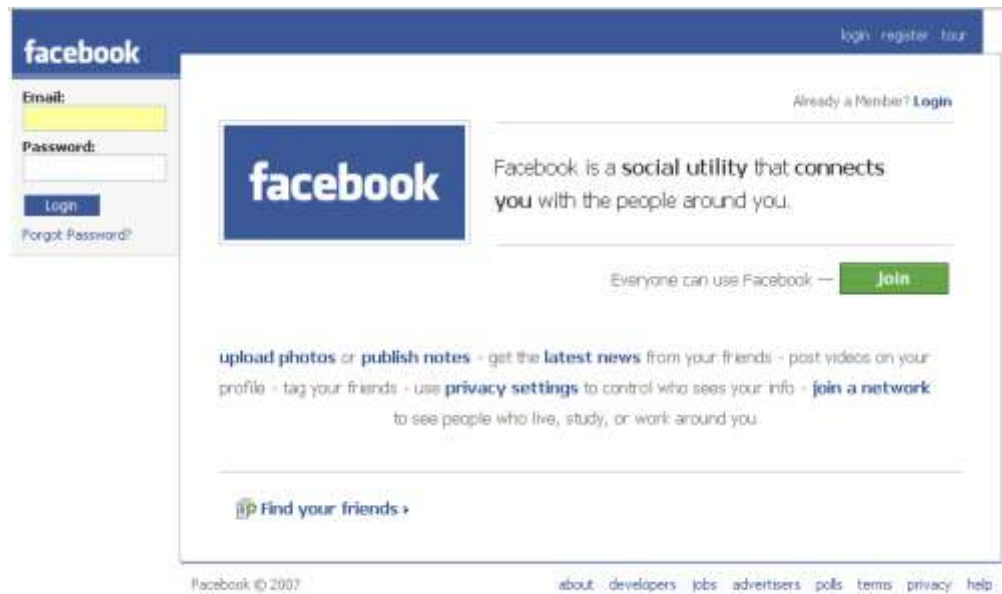 login register tour
facebook
Email:
Password:
Login
Forgot Password?
Already a Member? Login
facebook
Facebook is a social utility that connects
you with the people around you.
Everyone can use Facebook — Join
upload photos or publish notes - get the latest news from your friends - post videos on your
profile - tag your friends - use privacy settings to control who sees your info - join a network
to see people who live, study, or work around you
Find your friends ›
Facebook © 2007
about developers jobs advertisers polls terms privacy help